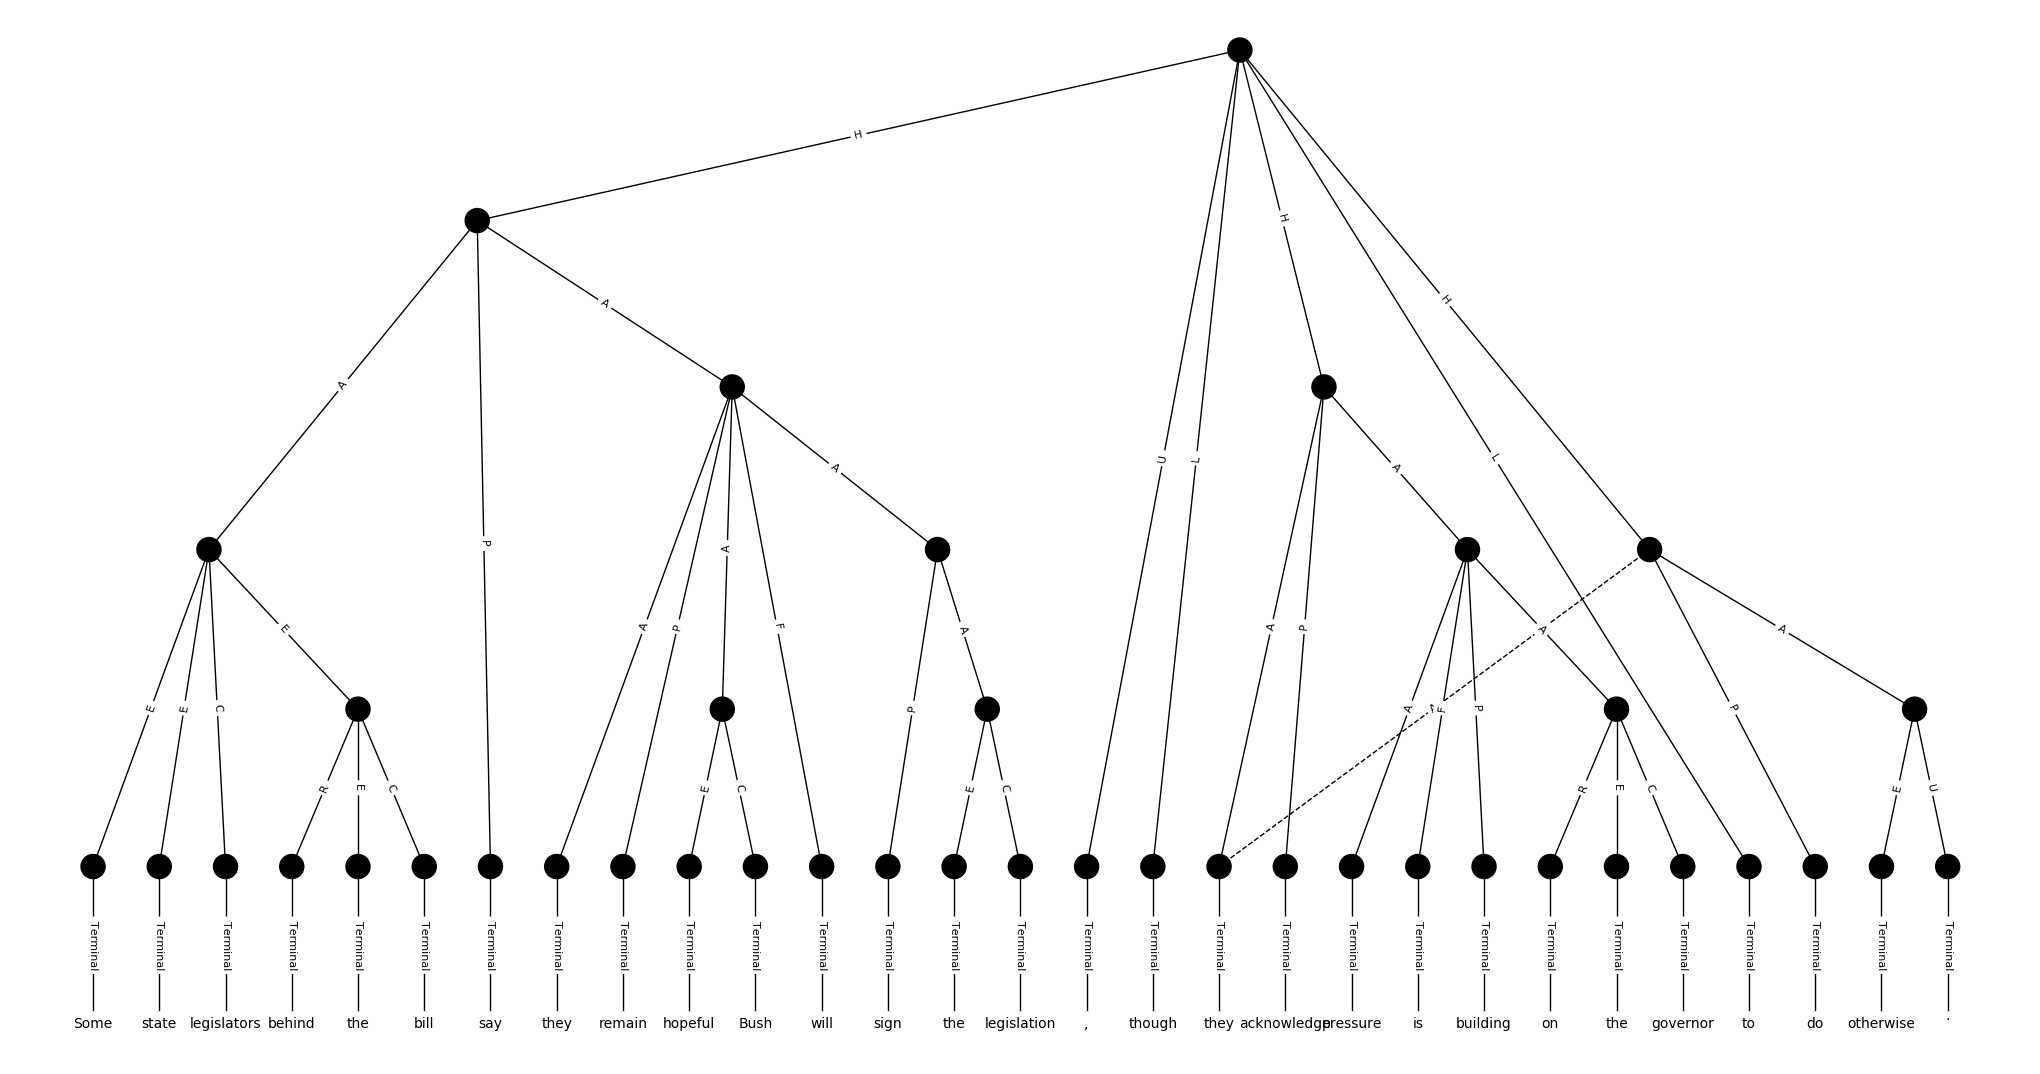 H
H
H
A
A
U
L
L
A
A
P
A
A
P
A
F
A
P
A
P
E
A
A
E
E
C
P
A
A
F
P
P
R
E
C
E
C
E
C
R
E
C
E
U
Terminal Terminal Terminal Terminal Terminal Terminal Terminal Terminal Terminal Terminal Terminal Terminal Terminal Terminal Terminal Terminal Terminal Terminal Terminal Terminal Terminal Terminal Terminal Terminal Terminal Terminal Terminal Terminal Terminal
Some state legislators behind the bill say they remain hopeful Bush will sign the legislation , though they acknowledge pressure is building on the governor to do otherwise .